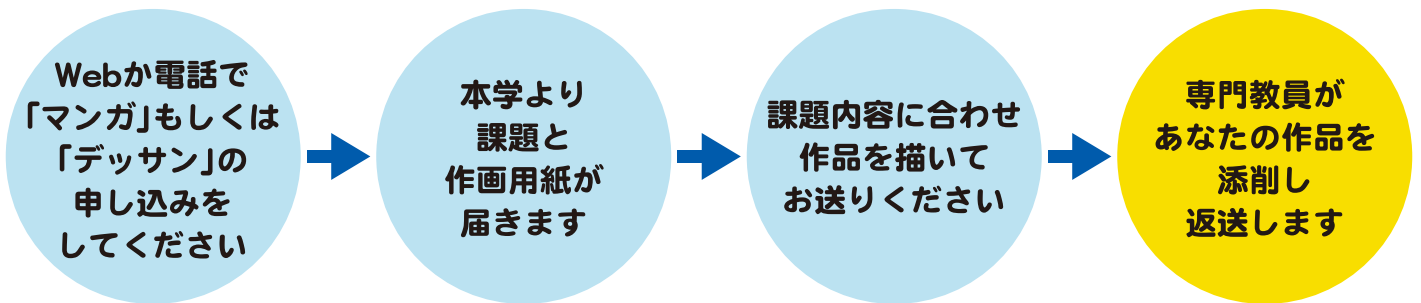 Webか電話で
「マンガ」もしくは
「デッサン」の
申し込みを
してください
本学より
課題と
作画用紙が
届きます
課題内容に合わせ
作品を描いて
お送りください
専門教員が
あなたの作品を
添削し
返送します